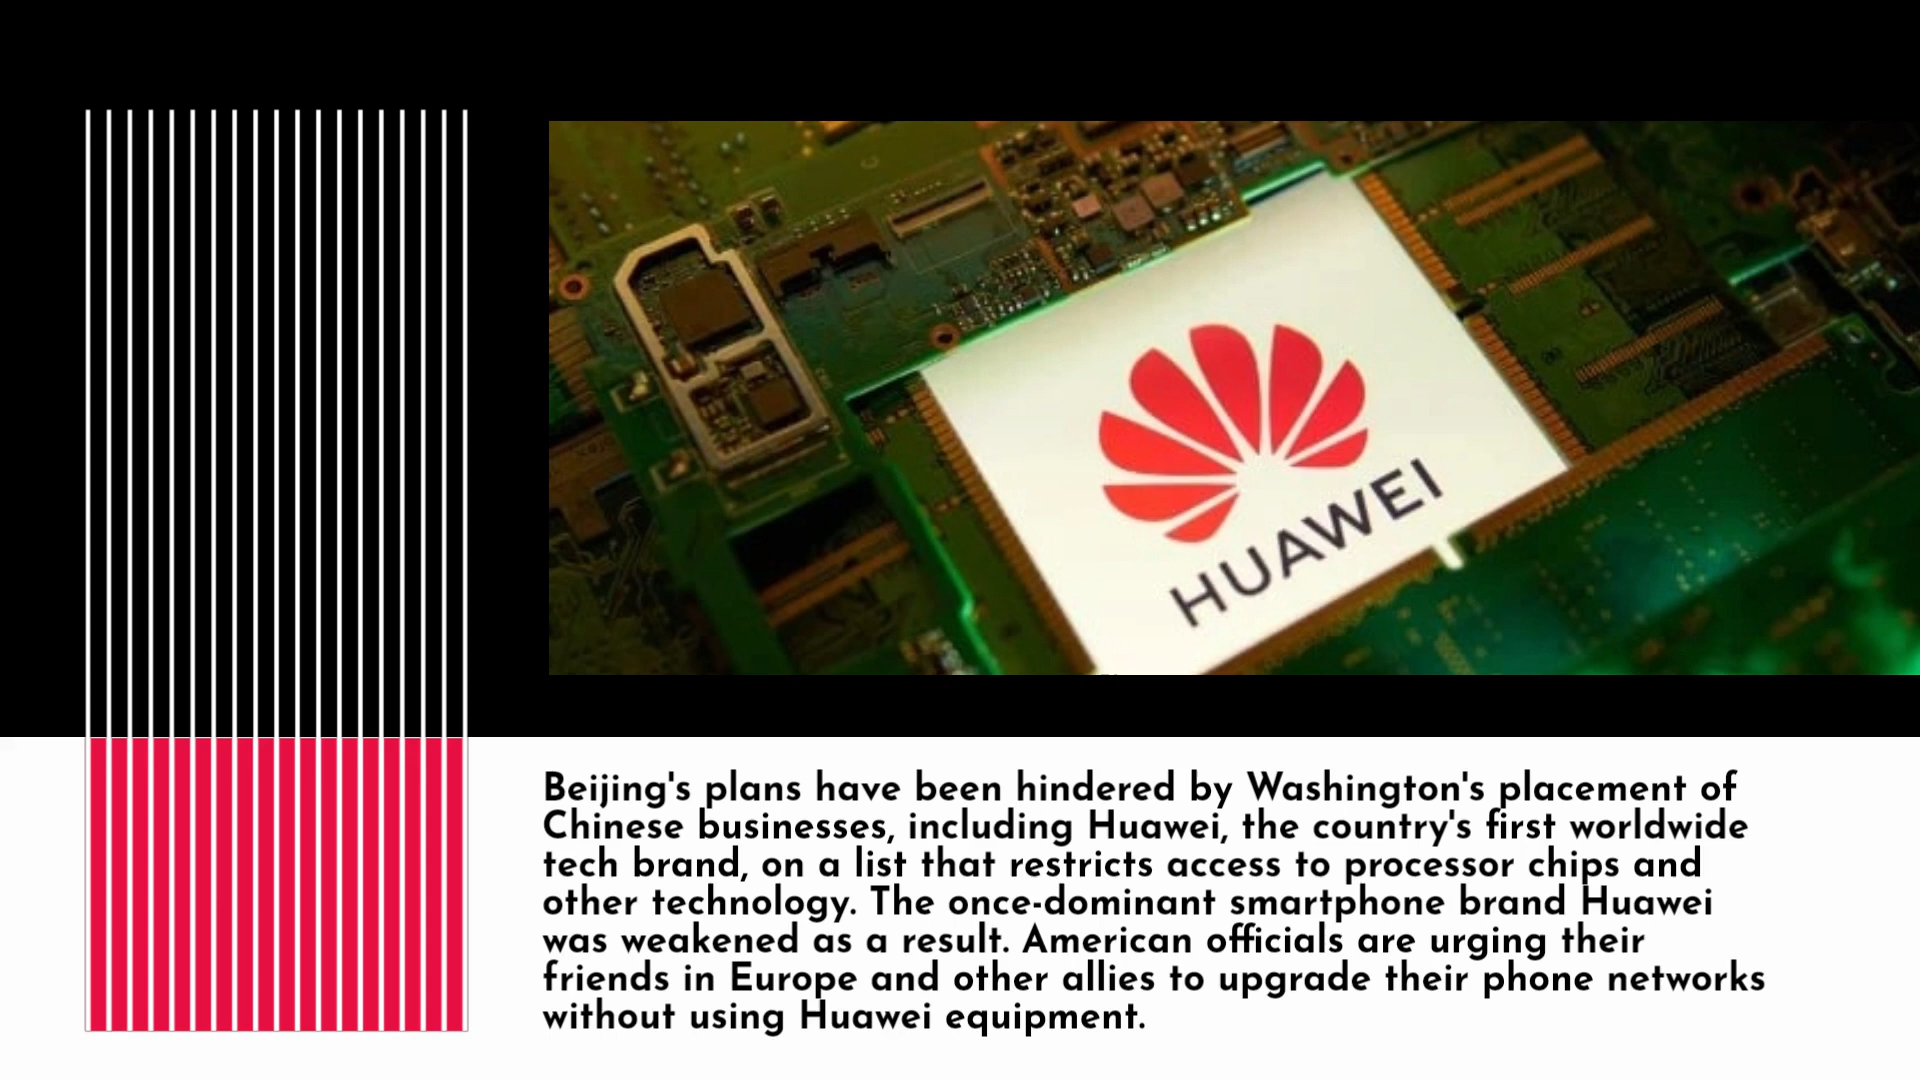 HUAWEI
Beijing's plans have been hindered by Washington's placement of
Chinese businesses, including Huawei, the country's first worldwide
tech brand, on a list that restricts access to processor chips and
other technology. The once-dominant smartphone brand Huawei
was weakened as a result. American officials are urging their
friends in Europe and other allies to upgrade their phone networks
without using Huawei equipment.